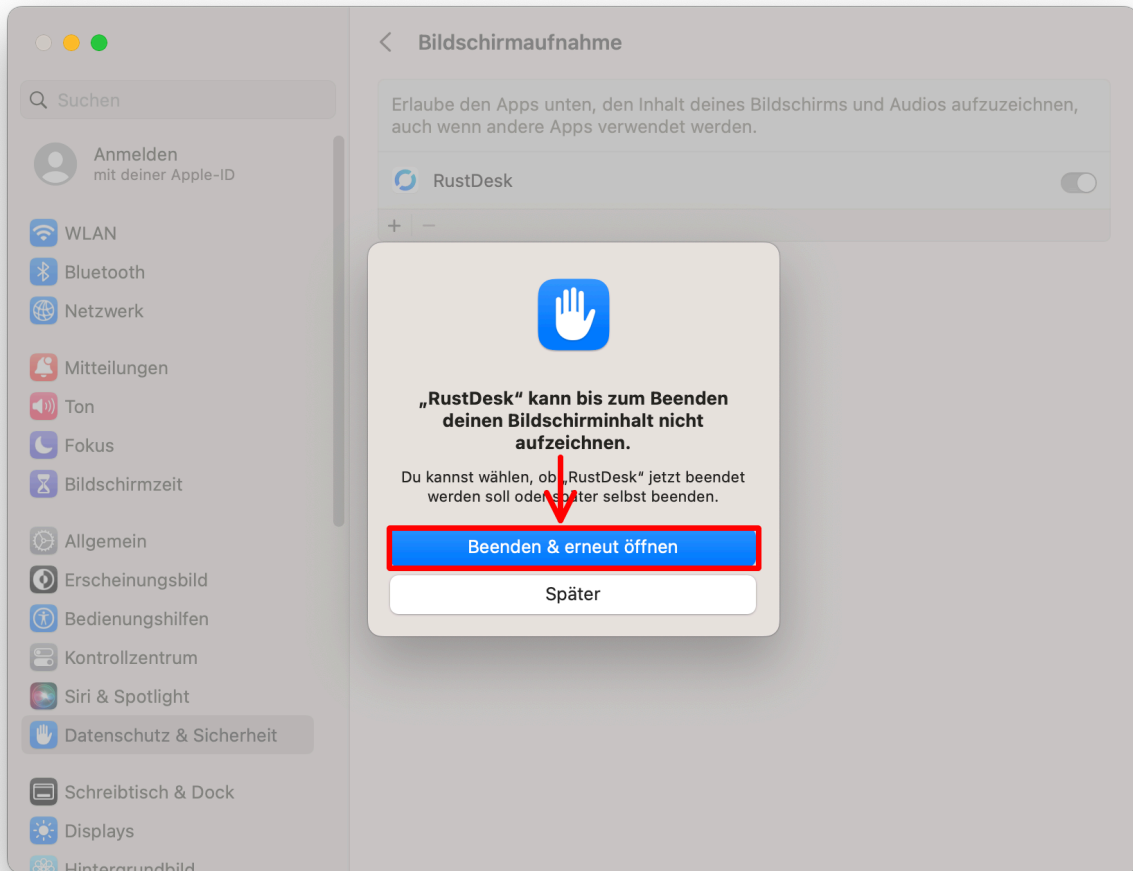 Bildschirmaufnahme
Suchen
Erlaube den Apps unten, den Inhalt deines Bildschirms und Audios aufzuzeichnen,
auch wenn andere Apps verwendet werden.
Anmelden
mit deiner Apple-ID
RustDesk
WLAN
Bluetooth
Netzwerk
Mitteilungen
Ton
Fokus
Bildschirmzeit
Allgemein
Erscheinungsbild
Bedienungshilfen
Kontrollzentrum
Siri & Spotlight
Datenschutz & Sicherheit
Schreibtisch & Dock
Displays
Hintergrundbild
„RustDesk“ kann bis zum Beenden
deinen Bildschirminhalt nicht
aufzeichnen.
Du kannst wählen, ob „RustDesk“ jetzt beendet
werden soll oder später selbst beenden.
Beenden & erneut öffnen
Später